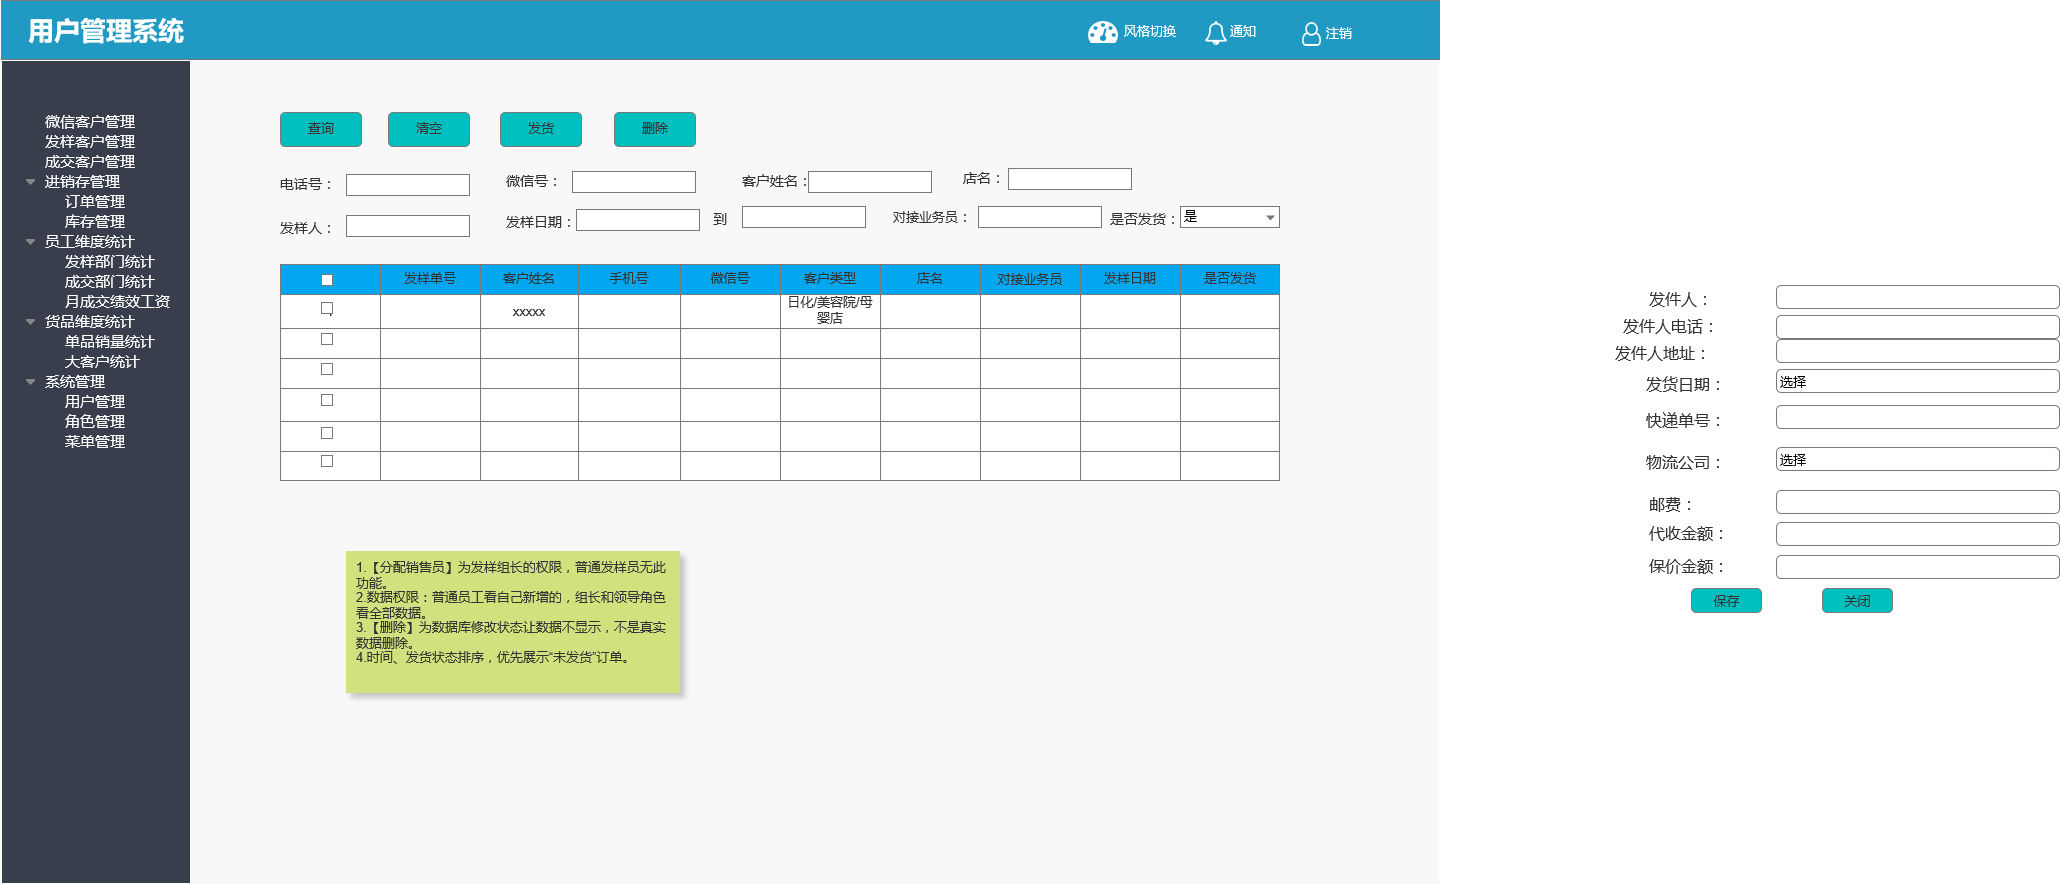 用户管理系统
风格切换
通知
注销
微信客户管理
发样客户管理
成交客户管理
进销存管理
订单管理
库存管理
员工维度统计
发样部门统计
成交部门统计
月成交绩效工资
货品维度统计
单品销量统计
大客户统计
系统管理
用户管理
角色管理
菜单管理
查询 清空 发货 删除
电话号： 微信号： 客户姓名： 店名：
发样人： 发样日期： 到 对接业务员： 是否发货： 是
发样单号 客户姓名 手机号 微信号 客户类型 店名 对接业务员 发样日期 是否发货
xxxxx 日化/美容院/母
婴店
1.【分配销售员】为发样组长的权限，普通发样员无此
功能。
2.数据权限：普通员工看自己新增的，组长和领导角色
看全部数据。
3.【删除】为数据库修改状态让数据不显示，不是真实
数据删除。
4.时间、发货状态排序，优先展示“未发货”订单。
发件人：
发件人电话：
发件人地址：
发货日期： 选择
快递单号：
物流公司： 选择
邮费：
代收金额：
保价金额：
保存 关闭